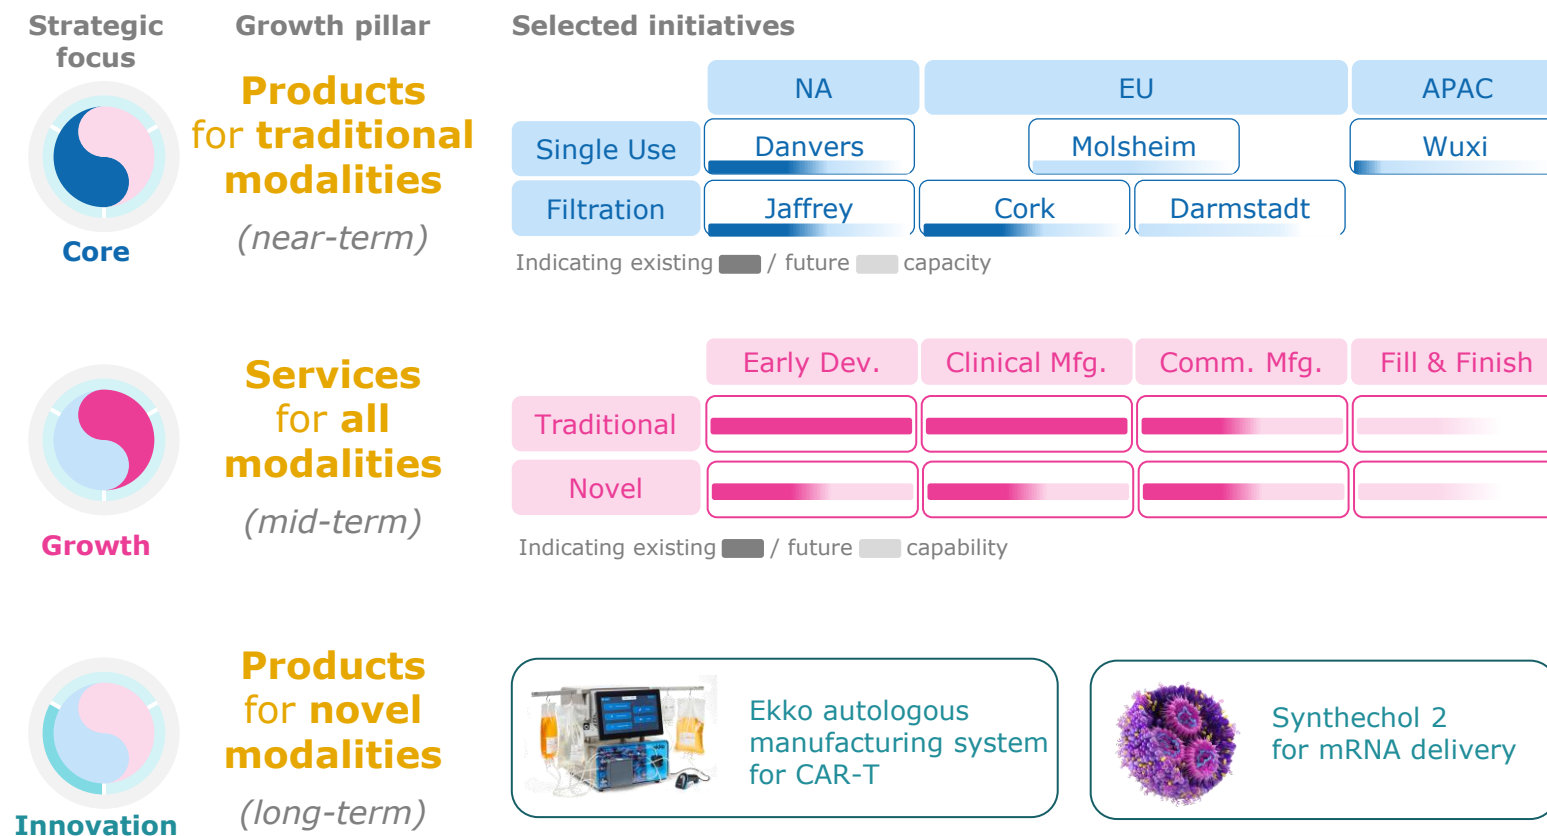 Strategic
focus
Growth pillar
Selected initiatives
Core
Products
for traditional
modalities
(near-term)
NA
EU
APAC
Single Use
Danvers
Molsheim
Wuxi
Filtration
Jaffrey
Cork
Darmstadt
Indicating existing / future capacity
Growth
Services
for all
modalities
(mid-term)
Early Dev.
Clinical Mfg.
Comm. Mfg.
Fill & Finish
Traditional
Novel
Indicating existing / future capability
Innovation
Products
for novel
modalities
(long-term)
Ekko autologous
manufacturing system
for CAR-T
Synthechol 2
for mRNA delivery